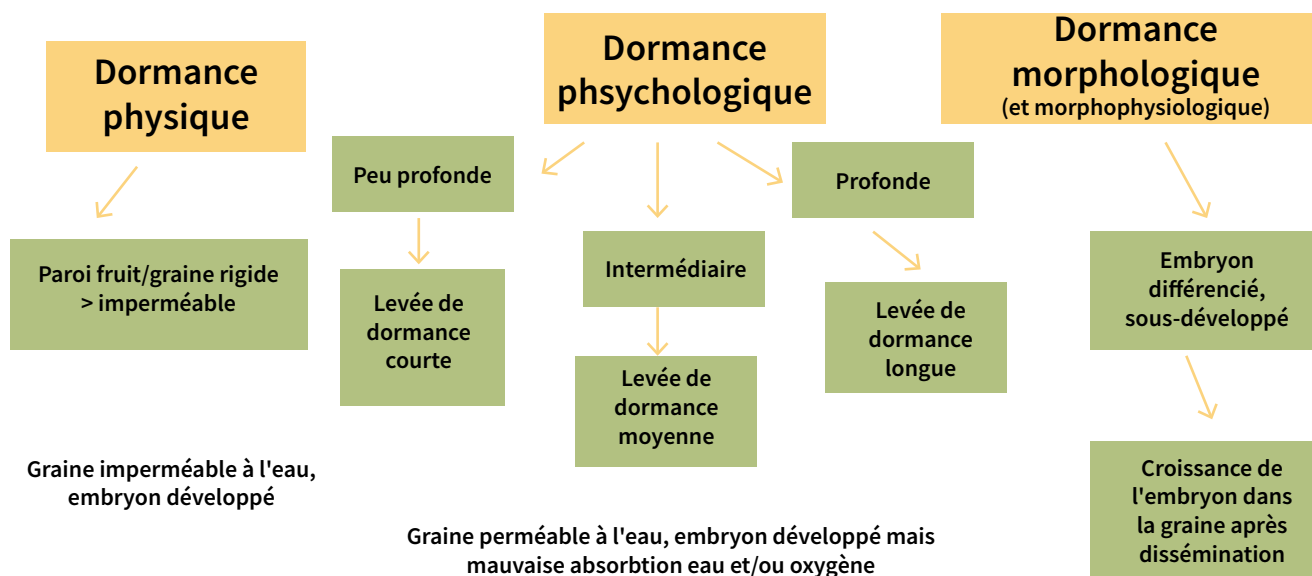 Dormance
physique
Paroi fruit/graine rigide
> imperméable
Graine imperméable à l'eau,
embryon développé
Dormance
phsychologique
Peu profonde
Levée de
dormance
courte
Intermédiaire
Levée de
dormance
moyenne
Profonde
Levée de
dormance
longue
Graine perméable à l'eau, embryon développé mais
mauvaise absorbtion eau et/ou oxygène
Dormance
morphologique
(et morphophysiologique)
Embryon
différencié,
sous-développé
Croissance de
l'embryon dans
la graine après
dissémination